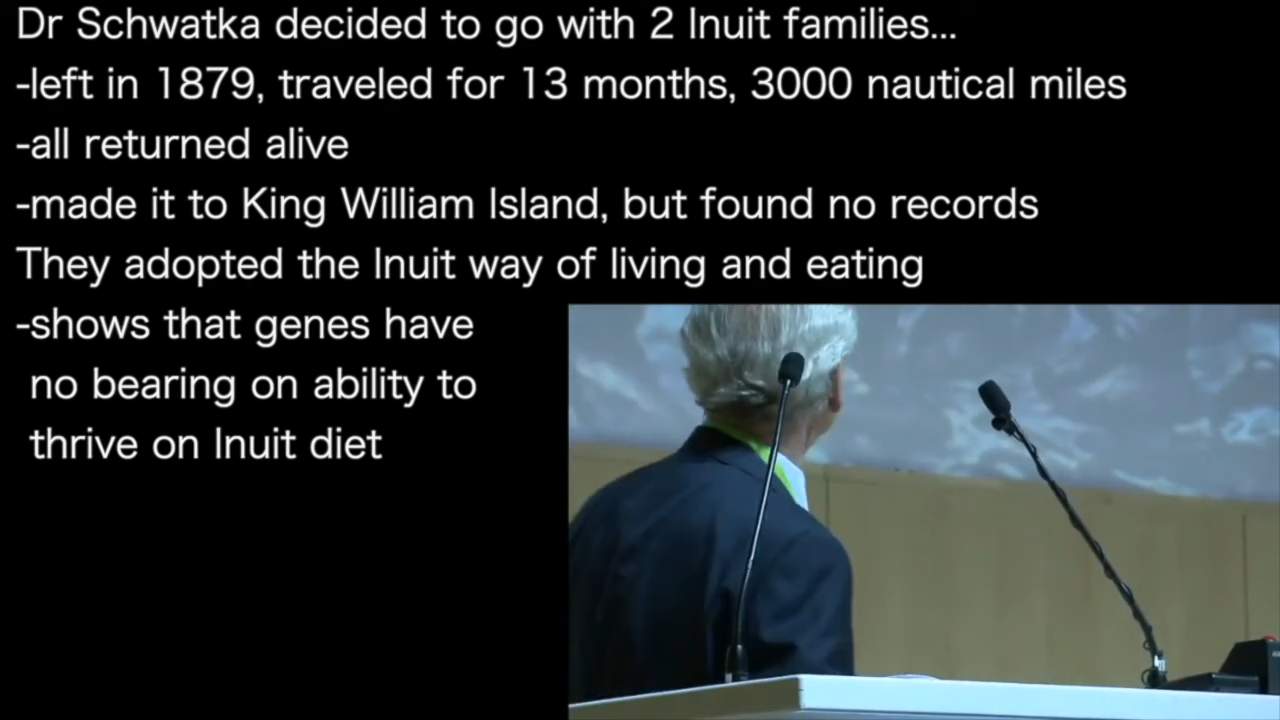 Dr Schwatka decided to go with 2 Inuit families...
-left in 1879, traveled for 13 months, 3000 nautical miles
-all returned alive
-made it to King William Island, but found no records
They adopted the Inuit way of living and eating
-shows that genes have
no bearing on ability to
thrive on Inuit diet